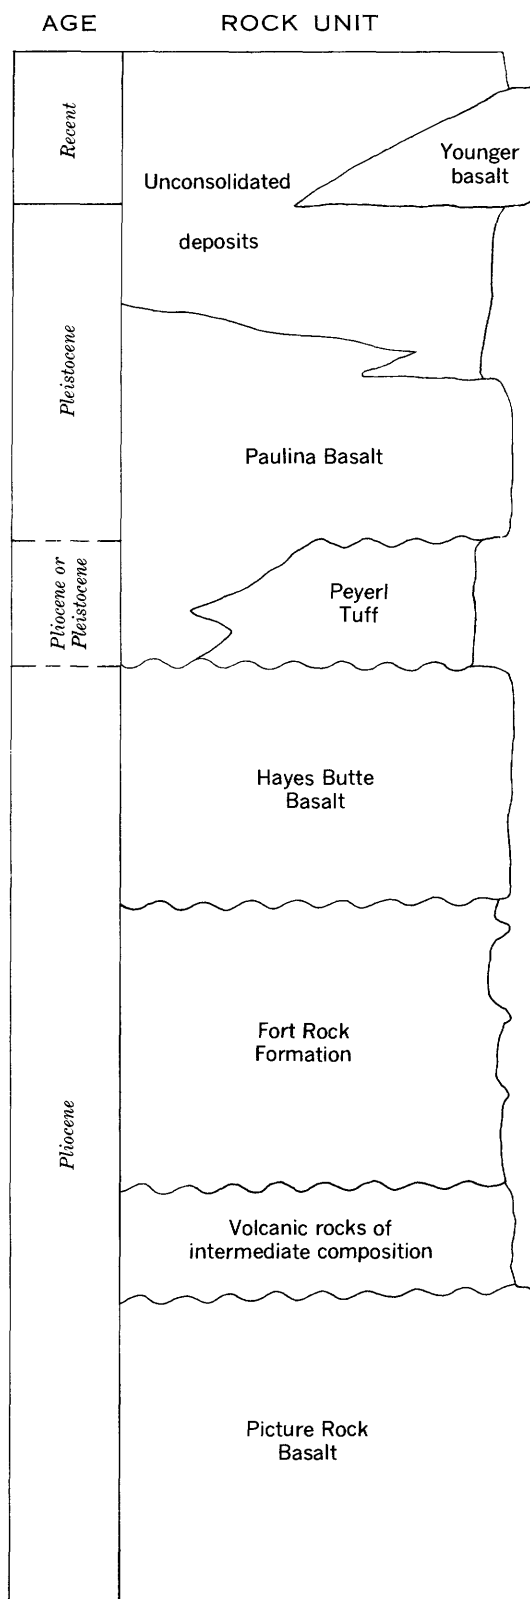 AGE
ROCK UNIT
Recent
Younger
basalt
Unconsolidated
deposits
Pleistocene
Paulina Basalt
Pliocene or
Pleistocene
Peyerl
Tuff
Hayes Butte
Basalt
Fort Rock
Formation
Pliocene
Volcanic rocks of
intermediate composition
Picture Rock
Basalt